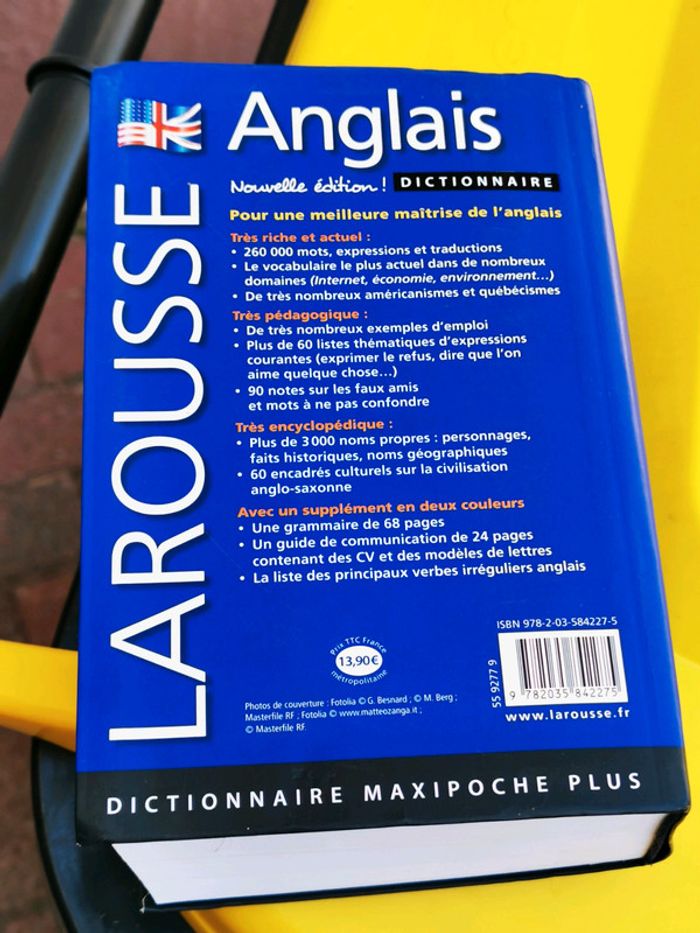 LAROUSSE
Anglais
Nouvelle édition ! DICTIONNAIRE
Pour une meilleure maîtrise de l'anglais
Très riche et actuel :
• 260 000 mots, expressions et traductions
• Le vocabulaire le plus actuel dans de nombreux
domaines (Internet, économie, environnement...)
• De très nombreux américanismes et québécismes
Très pédagogique :
• De très nombreux exemples d'emploi
• Plus de 60 listes thématiques d'expressions
courantes (exprimer le refus, dire que l'on
aime quelque chose...)
• 90 notes sur les faux amis
et mots à ne pas confondre
Très encyclopédique :
• Plus de 3 000 noms propres : personnages,
faits historiques, noms géographiques
• 60 encadrés culturels sur la civilisation
anglo-saxonne
Avec un supplément en deux couleurs
• Une grammaire de 68 pages
• Un guide de communication de 24 pages
contenant des CV et des modèles de lettres
• La liste des principaux verbes irréguliers anglais
Prix TTC France
13,90€
métropolitaine
ISBN 978-2-03-584227-5
55 9277 9
9 782035 842275
www.larousse.fr
Photos de couverture : Fotolia © G. Besnard ; © M. Berg ;
Masterfile RF ; Fotolia © www.matteozanga.it ;
© Masterfile RF.
DICTIONNAIRE MAXIPOCHE PLUS